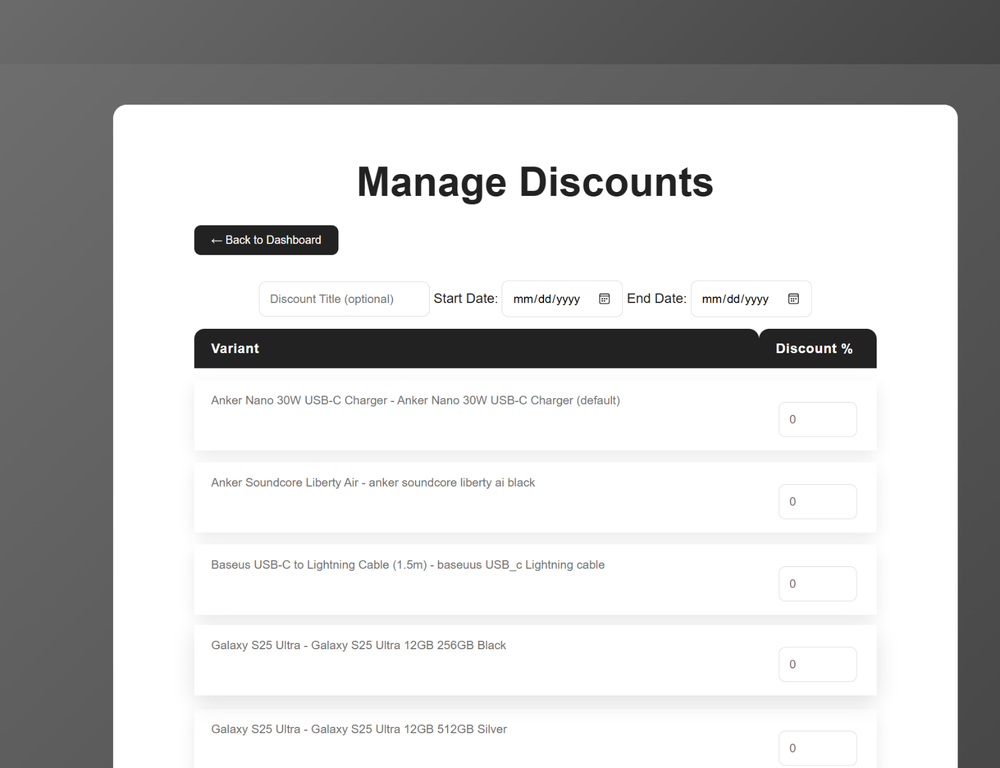 Manage Discounts
← Back to Dashboard
Discount Title (optional) Start Date: mm/dd/yyyy End Date: mm/dd/yyyy
Variant Discount %
Anker Nano 30W USB-C Charger - Anker Nano 30W USB-C Charger (default)
0
Anker Soundcore Liberty Air - anker soundcore liberty ai black
0
Baseus USB-C to Lightning Cable (1.5m) - baseuus USB_c Lightning cable
0
Galaxy S25 Ultra - Galaxy S25 Ultra 12GB 256GB Black
0
Galaxy S25 Ultra - Galaxy S25 Ultra 12GB 512GB Silver
0